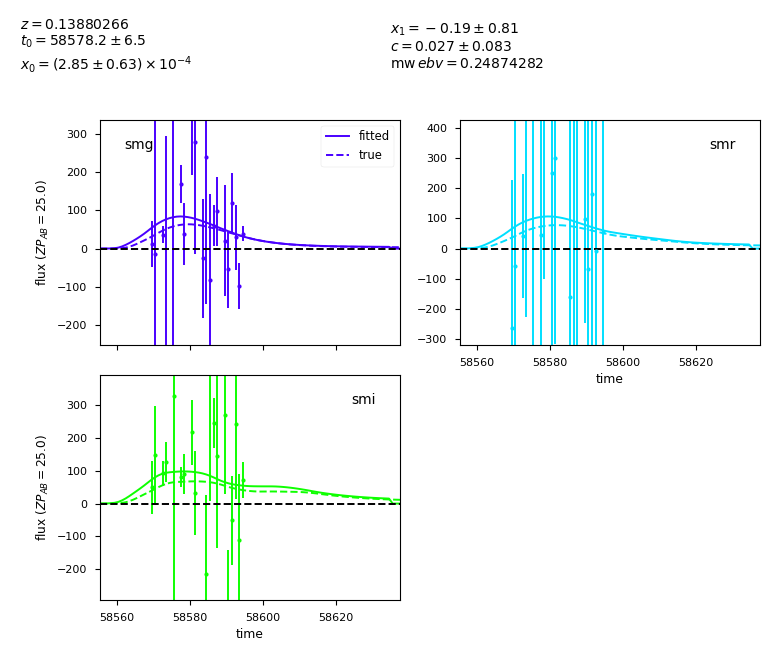 z = 0.13880266
t₀ = 58578.2 ± 6.5
x₀ = (2.85 ± 0.63) × 10⁻⁴
x₁ = −0.19 ± 0.81
c = 0.027 ± 0.083
mw ebv = 0.24874282
smg
fitted
true
300
200
100
0
−100
−200
flux (ZP_AB = 25.0)
smr
400
300
200
100
0
−100
−200
−300
58560 58580 58600 58620
time
smi
300
200
100
0
−100
−200
flux (ZP_AB = 25.0)
58560 58580 58600 58620
time